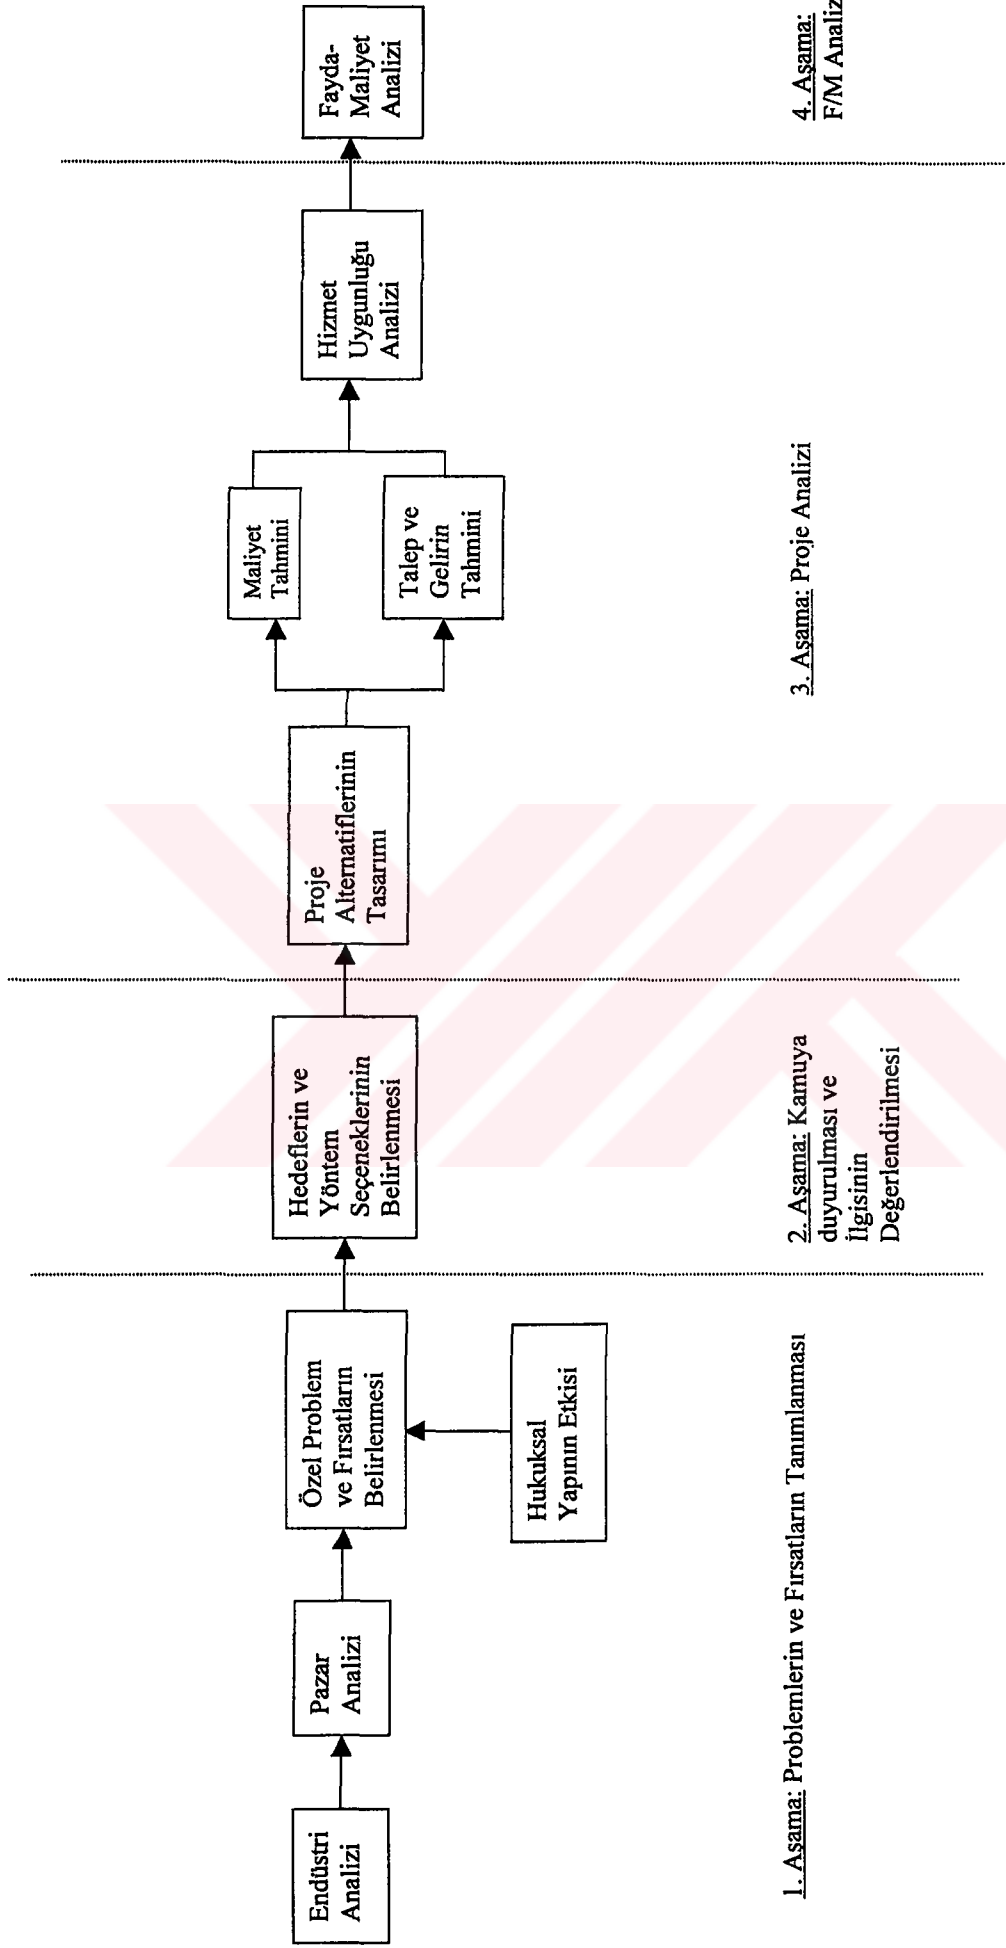 Endüstri
Analizi
Pazar
Analizi
Özel Problem
ve Fırsatların
Belirlenmesi
Hukuksal
Yapının Etkisi
Hedeflerin ve
Yöntem
Seçeneklerinin
Belirlenmesi
Proje
Alternatiflerinin
Tasarımı
Maliyet
Tahmini
Talep ve
Gelirin
Tahmini
Hizmet
Uygunluğu
Analizi
Fayda-
Maliyet
Analizi
1. Aşama: Problemlerin ve Fırsatların Tanımlanması
2. Aşama: Kamuya
duyurulması ve
İlgisinin
Değerlendirilmesi
3. Aşama: Proje Analizi
4. Aşama:
F/M Analiz